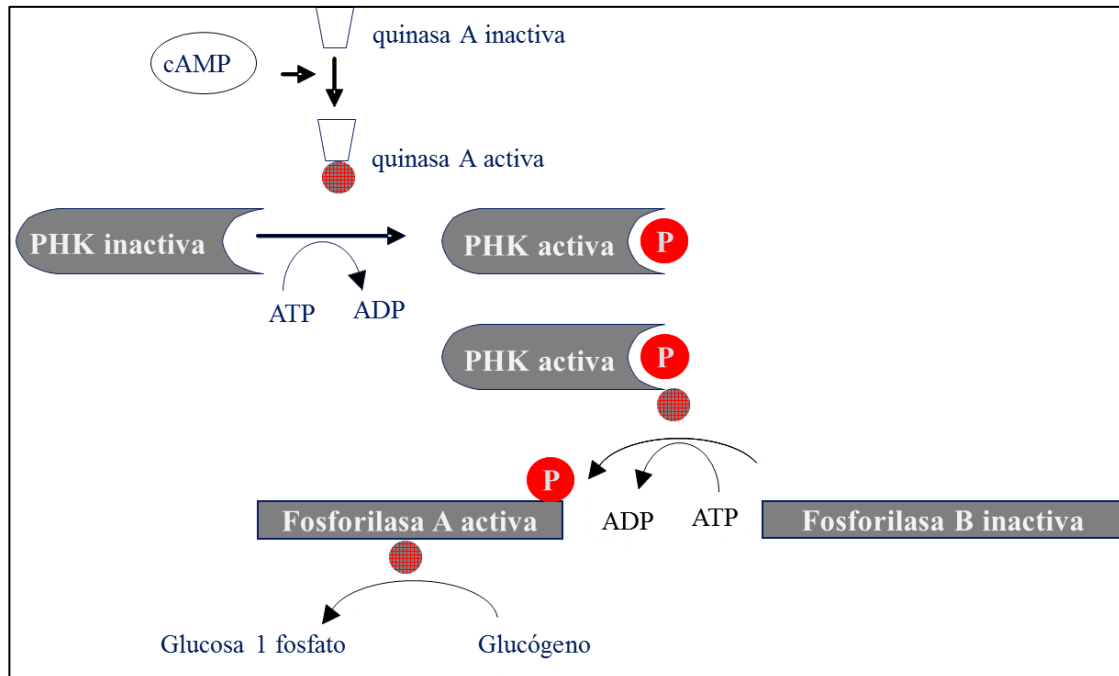 quinasa A inactiva
cAMP
quinasa A activa
PHK inactiva
PHK activa
P
ATP
ADP
PHK activa
P
P
Fosforilasa A activa
ADP
ATP
Fosforilasa B inactiva
Glucosa 1 fosfato
Glucógeno